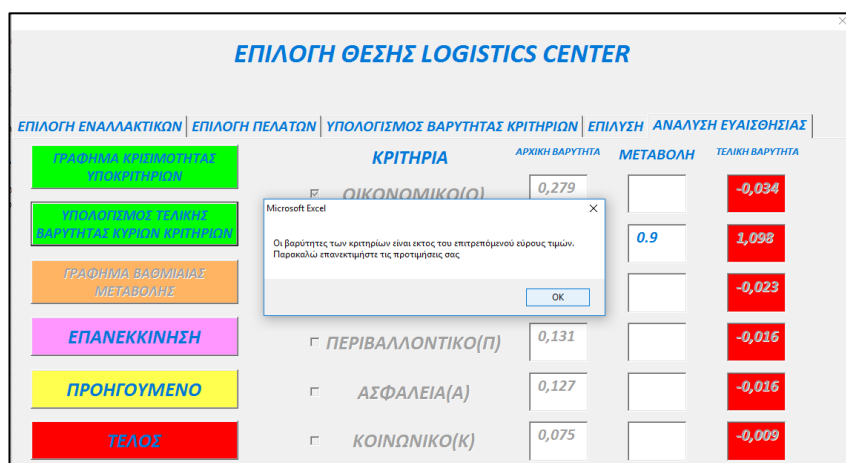 ΕΠΙΛΟΓΗ ΘΕΣΗΣ LOGISTICS CENTER
ΕΠΙΛΟΓΗ ΕΝΑΛΛΑΚΤΙΚΩΝ ΕΠΙΛΟΓΗ ΠΕΛΑΤΩΝ ΥΠΟΛΟΓΙΣΜΟΣ ΒΑΡΥΤΗΤΑΣ ΚΡΙΤΗΡΙΩΝ ΕΠΙΛΥΣΗ ΑΝΑΛΥΣΗ ΕΥΑΙΣΘΗΣΙΑΣ
ΓΡΑΦΗΜΑ ΚΡΙΣΙΜΟΤΗΤΑΣ
ΥΠΟΚΡΙΤΗΡΙΩΝ
ΚΡΙΤΗΡΙΑ ΑΡΧΙΚΗ ΒΑΡΥΤΗΤΑ ΜΕΤΑΒΟΛΗ ΤΕΛΙΚΗ ΒΑΡΥΤΗΤΑ
ΟΙΚΟΝΟΜΙΚΟ(Ο) 0,279 -0,034
ΥΠΟΛΟΓΙΣΜΟΣ ΤΕΛΙΚΗΣ
ΒΑΡΥΤΗΤΑΣ ΚΥΡΙΩΝ ΚΡΙΤΗΡΙΩΝ
0.9 1,098
Microsoft Excel
Οι βαρύτητες των κριτηρίων είναι εκτος του επιτρεπόμενού εύρους τιμών.
Παρακαλώ επανεκτιμήστε τις προτιμήσεις σας
OK
ΓΡΑΦΗΜΑ ΒΑΘΜΙΑΙΑΣ
ΜΕΤΑΒΟΛΗΣ
-0,023
ΕΠΑΝΕΚΚΙΝΗΣΗ
ΠΕΡΙΒΑΛΛΟΝΤΙΚΟ(Π) 0,131 -0,016
ΠΡΟΗΓΟΥΜΕΝΟ
ΑΣΦΑΛΕΙΑ(Α) 0,127 -0,016
ΤΕΛΟΣ
ΚΟΙΝΩΝΙΚΟ(Κ) 0,075 -0,009